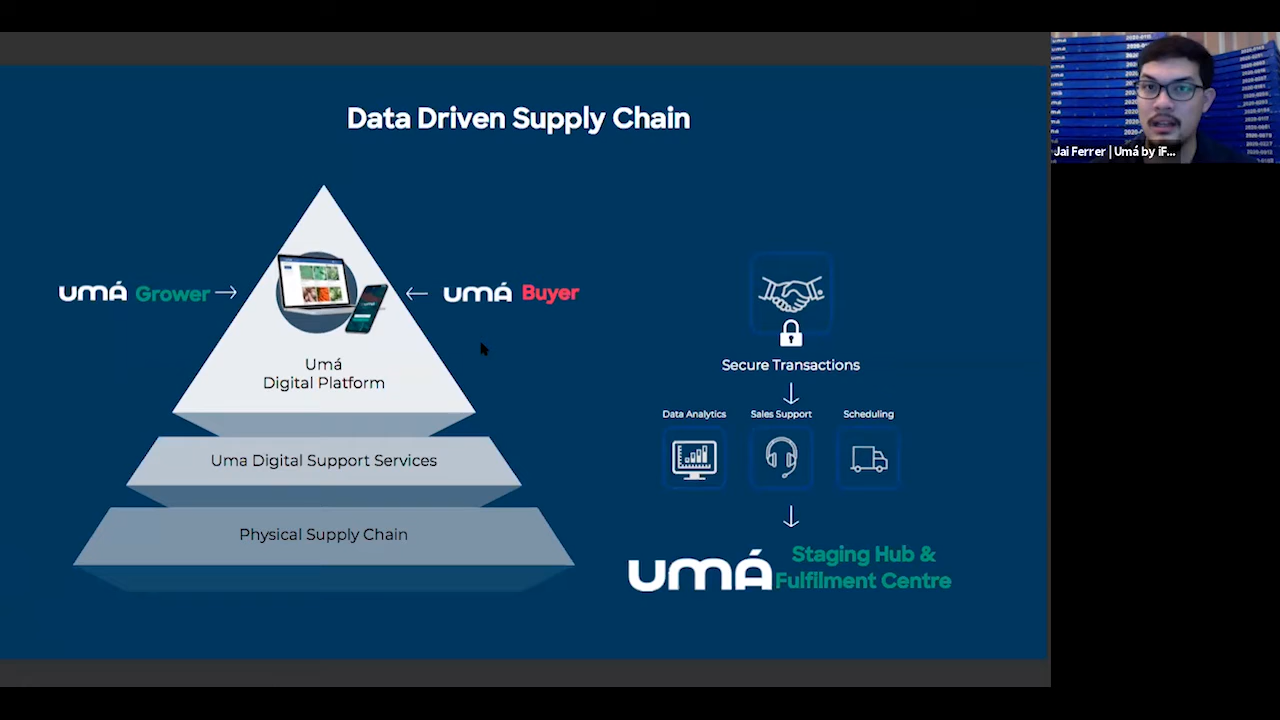 Data Driven Supply Chain
umá Grower
umá Buyer
Umá
Digital Platform
Uma Digital Support Services
Physical Supply Chain
Secure Transactions
Data Analytics
Sales Support
Scheduling
umá Staging Hub &
Fulfilment Centre
Jai Ferrer | Umá by iF...